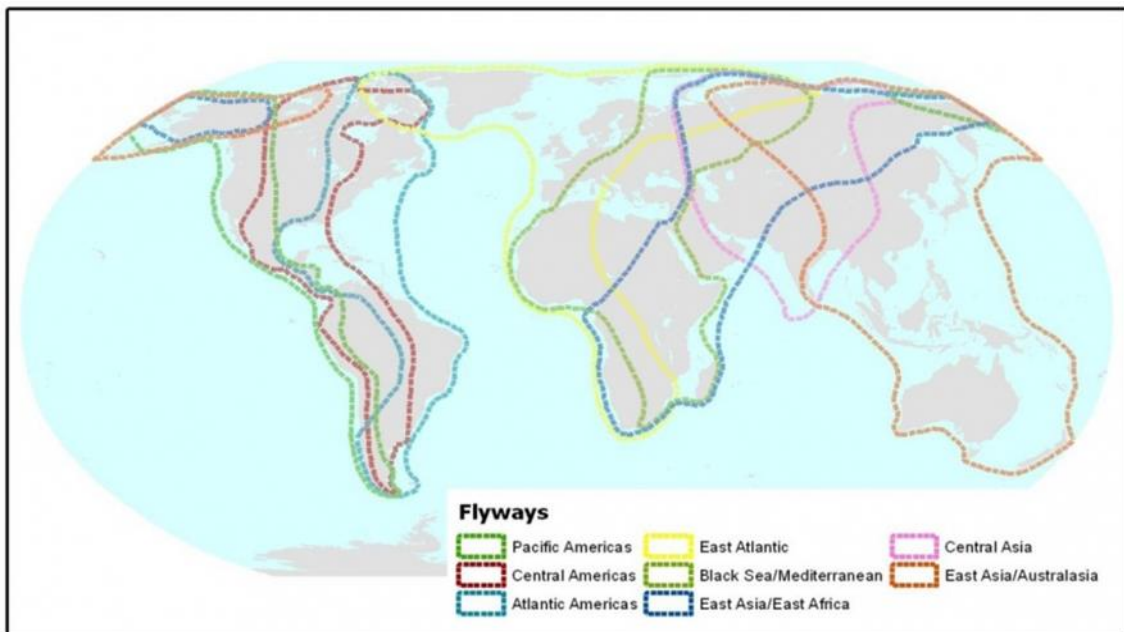 Flyways
Pacific Americas
East Atlantic
Central Asia
Central Americas
Black Sea/Mediterranean
East Asia/Australasia
Atlantic Americas
East Asia/East Africa